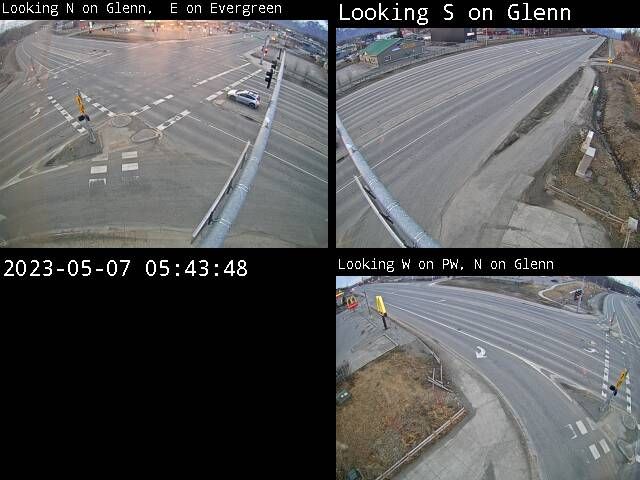 Looking N on Glenn, E on Evergreen
Looking S on Glenn
2023-05-07 05:43:48
Looking W on PW, N on Glenn